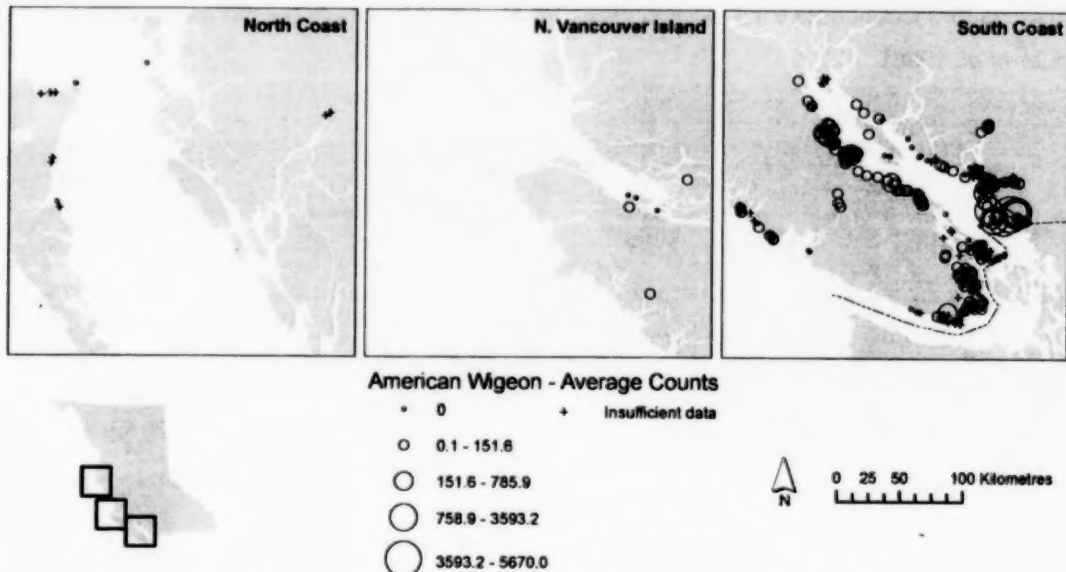 North Coast
N. Vancouver Island
South Coast
American Wigeon - Average Counts
0
+ Insufficient data
0.1 - 151.6
151.6 - 785.9
758.9 - 3593.2
3593.2 - 5670.0
N
0 25 50 100 Kilometres